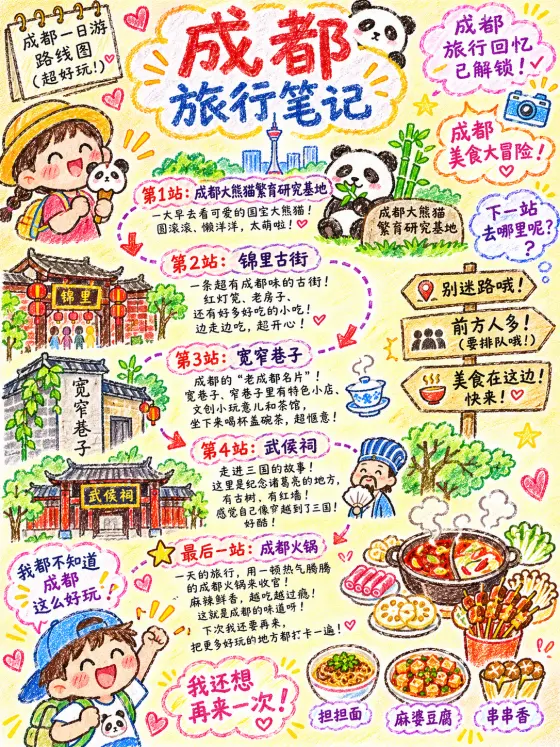 成都一日游
路线图
(超好玩!)
成都
旅行笔记
成都
旅行回忆
已解锁!✓
成都
美食大冒险!
下一站
去哪里呢?
?
第1站:成都大熊猫繁育研究基地
一大早去看可爱的国宝大熊猫!
圆滚滚、懒洋洋,太萌啦!♡
成都大熊猫
繁育研究基地
第2站:锦里古街
一条超有成都味的古街!
红灯笼、老房子、
还有好多好吃的小吃!
边走边吃,超开心!♡
锦里
别迷路哦!
前方人多!
(要排队哦!)
美食在这边!
快来!♡
第3站:宽窄巷子
成都的“老成都名片”!
宽巷子、窄巷子里有特色小店、
文创小玩意儿和茶馆,
坐下来喝杯盖碗茶,超惬意!
宽窄巷子
第4站:武侯祠
走进三国的故事!
这里是纪念诸葛亮的地方,
有古树,有红墙!
感觉自己像穿越到了三国!
好酷!
武侯祠
最后一站:成都火锅
一天的旅行,用一顿热气腾腾
的成都火锅来收官!
麻辣鲜香,越吃越过瘾!
这就是成都的味道呀!
下次我还要再来,
把更多好玩的地方都打卡一遍!♡
我都不知道
成都
这么好玩!
我还想
再来一次!♡
担担面
麻婆豆腐
串串香